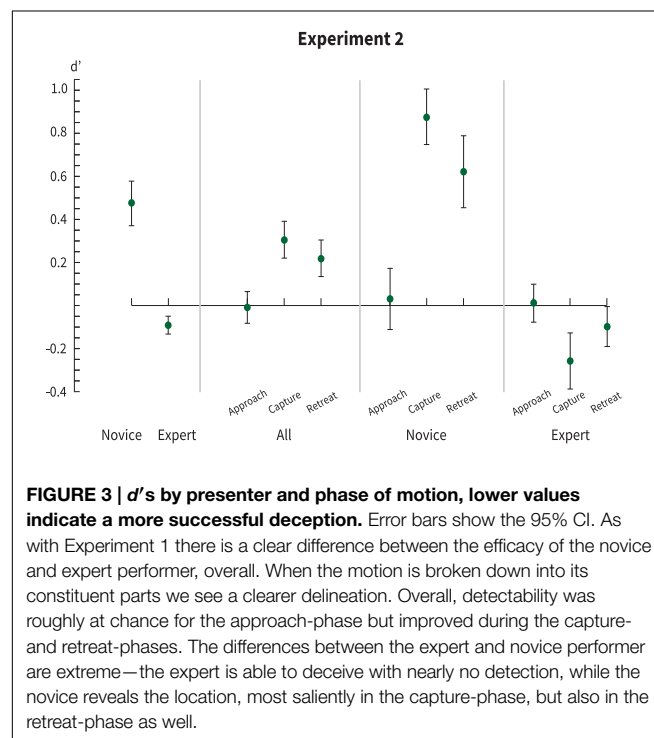 Experiment 2
d'
1.0
0.8
0.6
0.4
0.2
-0.2
-0.4
Approach Capture Retreat Approach Capture Retreat Approach Capture Retreat
Novice Expert All Novice Expert
FIGURE 3 | d′s by presenter and phase of motion, lower values
indicate a more successful deception. Error bars show the 95% CI. As
with Experiment 1 there is a clear difference between the efficacy of the novice
and expert performer, overall. When the motion is broken down into its
constituent parts we see a clearer delineation. Overall, detectability was
roughly at chance for the approach-phase but improved during the capture-
and retreat-phases. The differences between the expert and novice performer
are extreme—the expert is able to deceive with nearly no detection, while the
novice reveals the location, most saliently in the capture-phase, but also in the
retreat-phase as well.